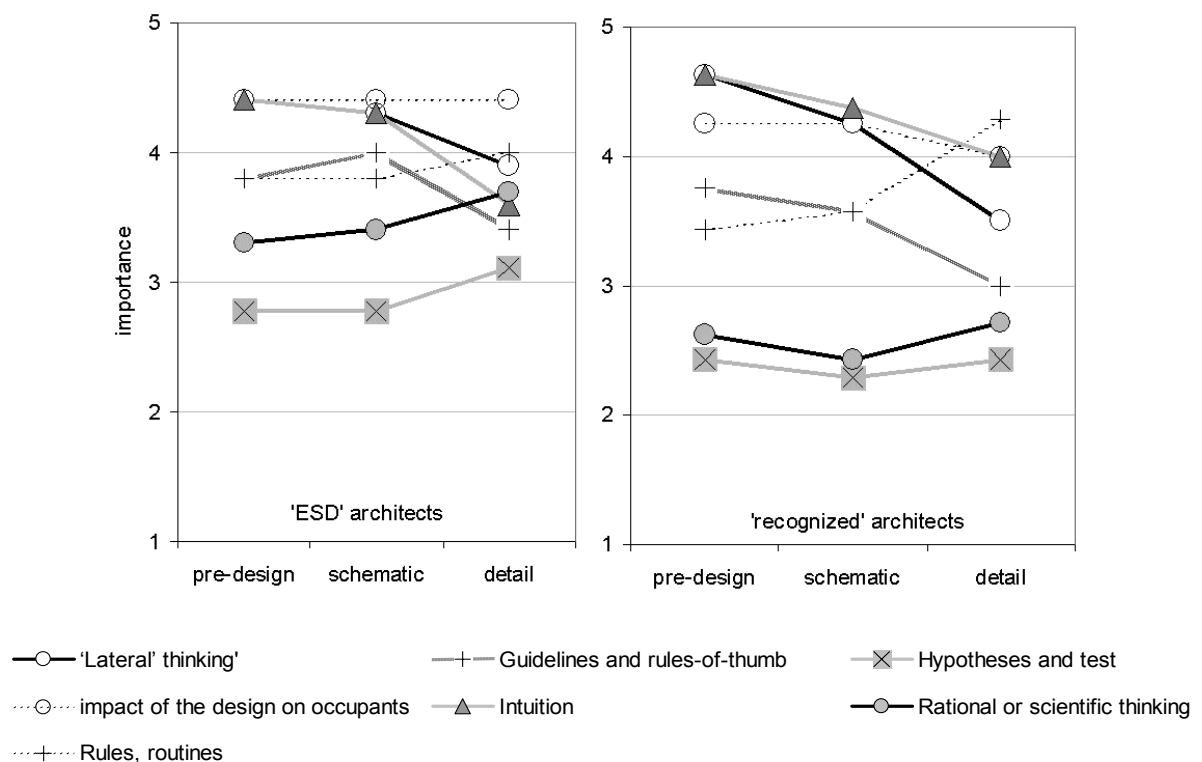 5
4
3
2
1
importance
'ESD' architects
pre-design schematic detail
5
4
3
2
1
'recognized' architects
pre-design schematic detail
‘Lateral’ thinking' Guidelines and rules-of-thumb Hypotheses and test
impact of the design on occupants Intuition Rational or scientific thinking
Rules, routines